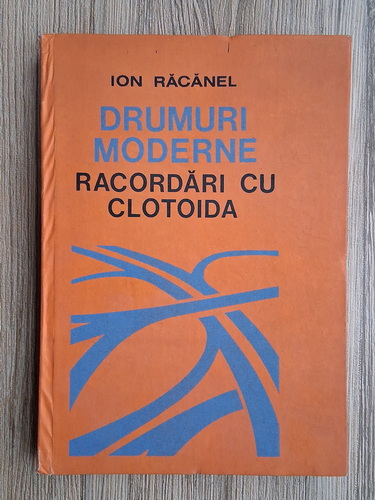 ION RĂCĂNEL
DRUMURI
MODERNE
RACORDĂRI CU
CLOTOIDA